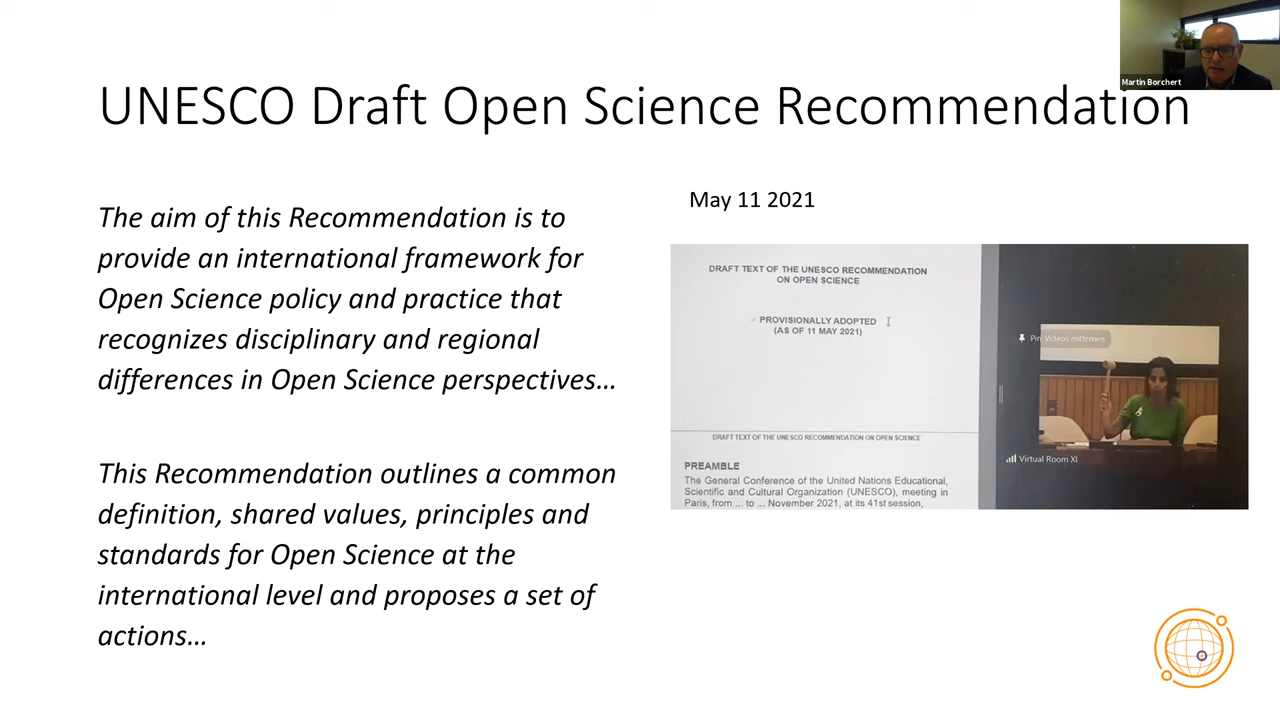 Martin Borchert
UNESCO Draft Open Science Recommendation
The aim of this Recommendation is to
provide an international framework for
Open Science policy and practice that
recognizes disciplinary and regional
differences in Open Science perspectives…
This Recommendation outlines a common
definition, shared values, principles and
standards for Open Science at the
international level and proposes a set of
actions…
May 11 2021
DRAFT TEXT OF THE UNESCO RECOMMENDATION
ON OPEN SCIENCE
PROVISIONALLY ADOPTED
(AS OF 11 MAY 2021)
DRAFT TEXT OF THE UNESCO RECOMMENDATION ON OPEN SCIENCE
PREAMBLE
The General Conference of the United Nations Educational,
Scientific and Cultural Organization (UNESCO), meeting in
Paris, from ... to ... November 2021, at its 41st session,
Pin-Videos entfernen
Virtual Room XI